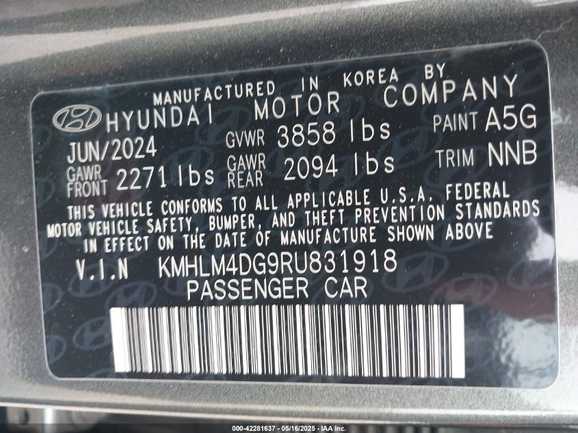 MANUFACTURED IN KOREA BY
HYUNDAI MOTOR COMPANY
JUN/2024 GVWR 3858 lbs PAINT A5G
GAWR FRONT 2271 lbs GAWR REAR 2094 lbs TRIM NNB
THIS VEHICLE CONFORMS TO ALL APPLICABLE U.S.A. FEDERAL
MOTOR VEHICLE SAFETY, BUMPER, AND THEFT PREVENTION STANDARDS
IN EFFECT ON THE DATE OF MANUFACTURE SHOWN ABOVE
V.I.N KMHLM4DG9RU831918
PASSENGER CAR
000-42281637 - 05/16/2025 - IAA Inc.